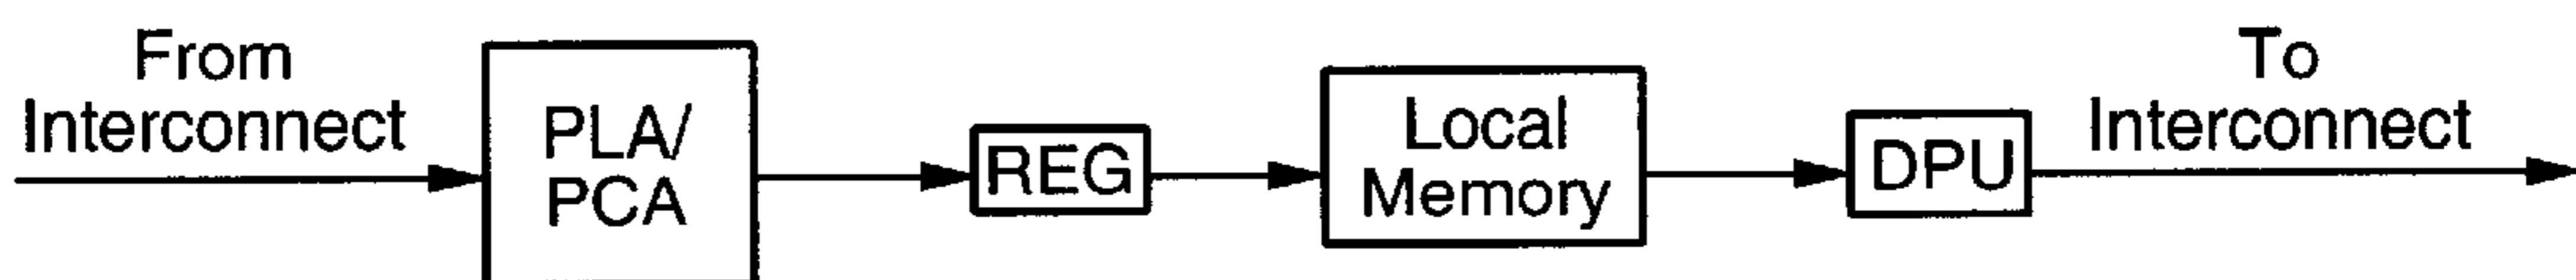 From
Interconnect
PLA/
PCA
REG
Local
Memory
DPU
To
Interconnect